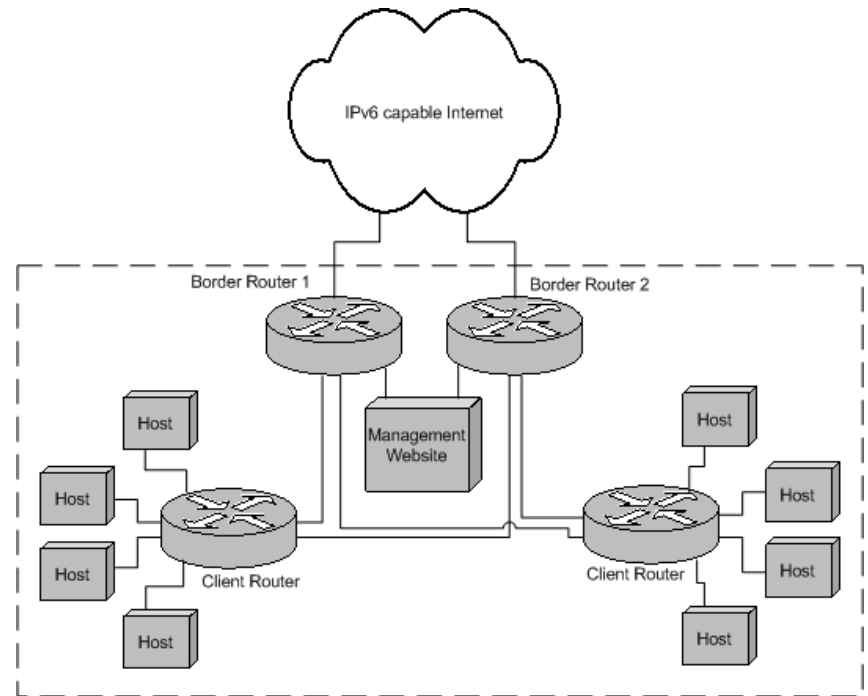 IPv6 capable Internet
Border Router 1
Border Router 2
Management
Website
Host
Host
Host
Host
Client Router
Host
Host
Host
Host
Client Router